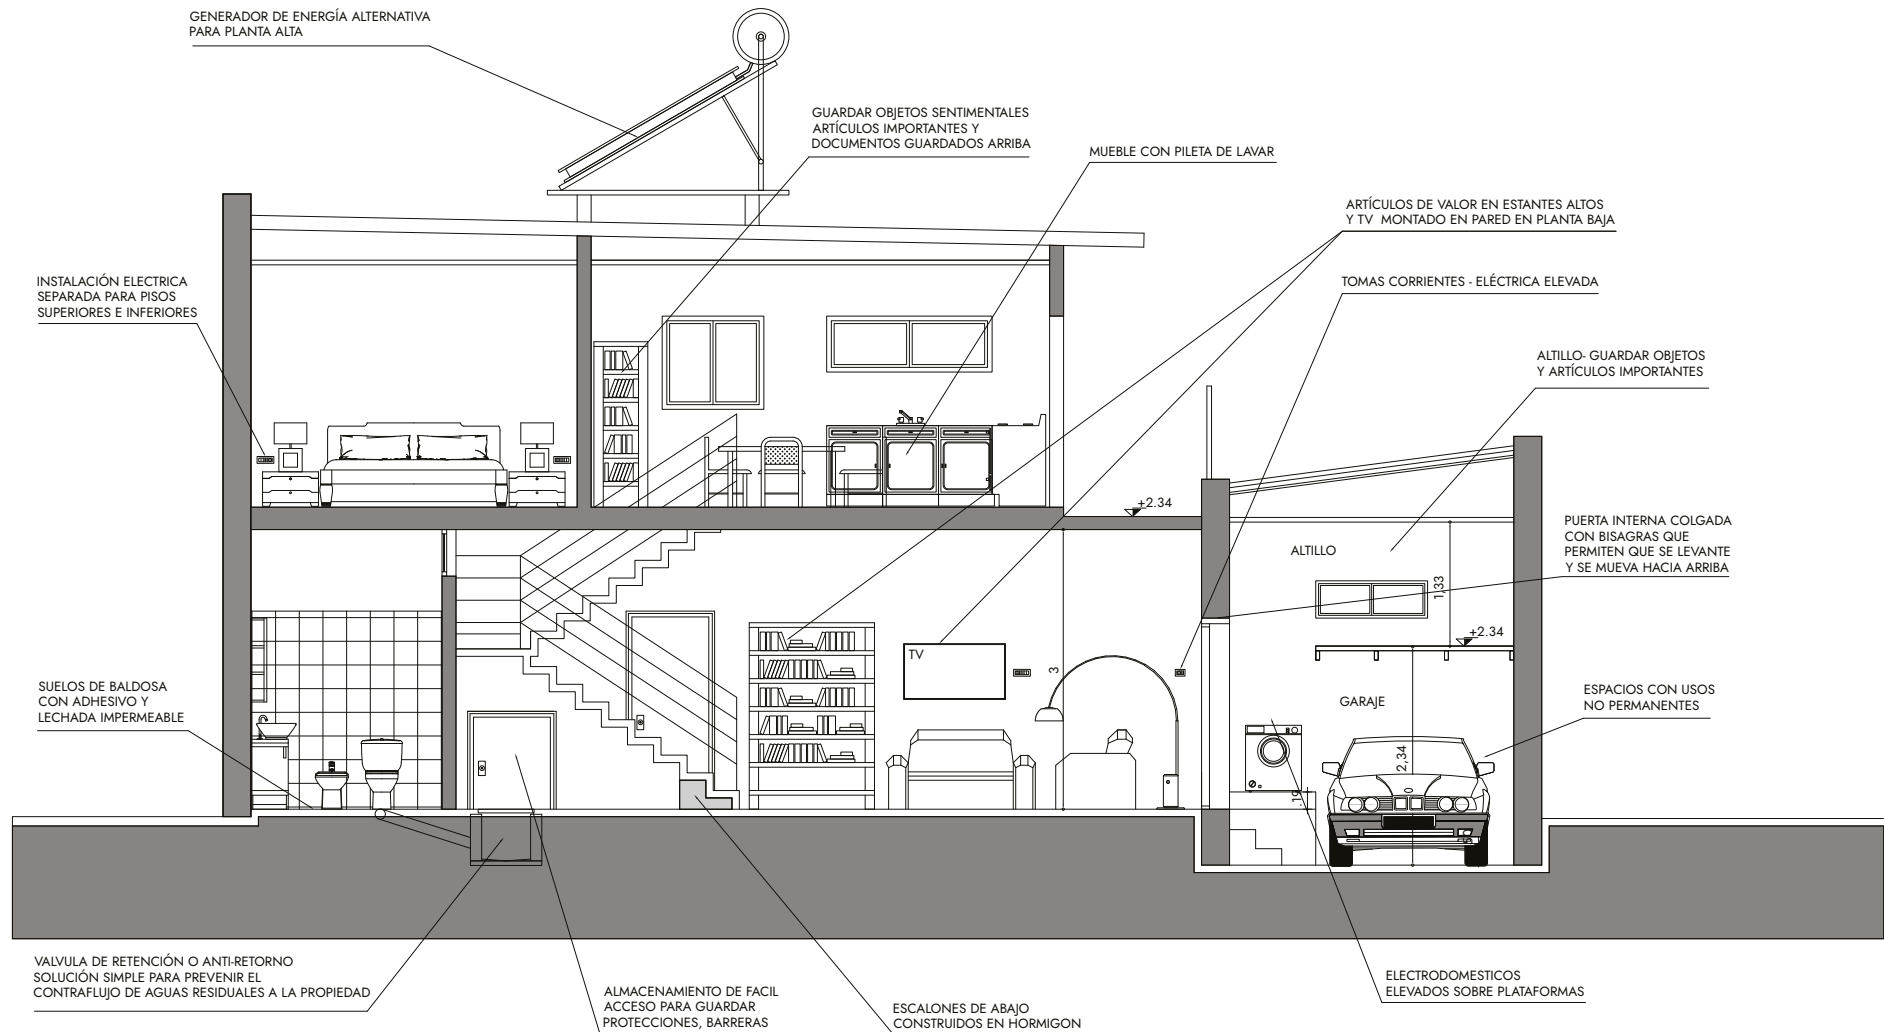 GENERADOR DE ENERGÍA ALTERNATIVA
PARA PLANTA ALTA
GUARDAR OBJETOS SENTIMENTALES
ARTÍCULOS IMPORTANTES Y
DOCUMENTOS GUARDADOS ARRIBA
MUEBLE CON PILETA DE LAVAR
ARTÍCULOS DE VALOR EN ESTANTES ALTOS
Y TV MONTADO EN PARED EN PLANTA BAJA
INSTALACIÓN ELECTRICA
SEPARADA PARA PISOS
SUPERIORES E INFERIORES
TOMAS CORRIENTES - ELÉCTRICA ELEVADA
ALTILLO- GUARDAR OBJETOS
Y ARTÍCULOS IMPORTANTES
+2.34
PUERTA INTERNA COLGADA
CON BISAGRAS QUE
PERMITEN QUE SE LEVANTE
Y SE MUEVA HACIA ARRIBA
ALTILLO
1,33
+2.34
TV
3
SUELOS DE BALDOSA
CON ADHESIVO Y
LECHADA IMPERMEABLE
GARAJE
ESPACIOS CON USOS
NO PERMANENTES
2,34
,19
VALVULA DE RETENCIÓN O ANTI-RETORNO
SOLUCIÓN SIMPLE PARA PREVENIR EL
CONTRAFLUJO DE AGUAS RESIDUALES A LA PROPIEDAD
ALMACENAMIENTO DE FACIL
ACCESO PARA GUARDAR
PROTECCIONES, BARRERAS
ESCALONES DE ABAJO
CONSTRUIDOS EN HORMIGON
ELECTRODOMESTICOS
ELEVADOS SOBRE PLATAFORMAS